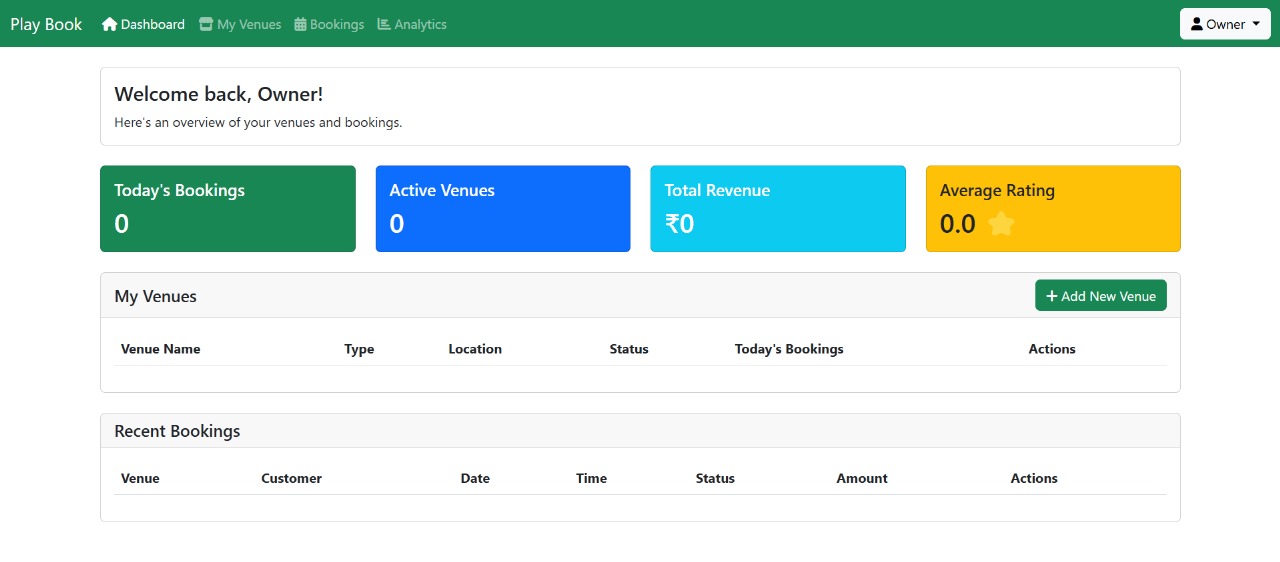 Play Book Dashboard My Venues Bookings Analytics Owner
Welcome back, Owner!
Here's an overview of your venues and bookings.
Today's Bookings Active Venues Total Revenue Average Rating
0 0 ₹0 0.0
My Venues Add New Venue
Venue Name Type Location Status Today's Bookings Actions
Recent Bookings
Venue Customer Date Time Status Amount Actions